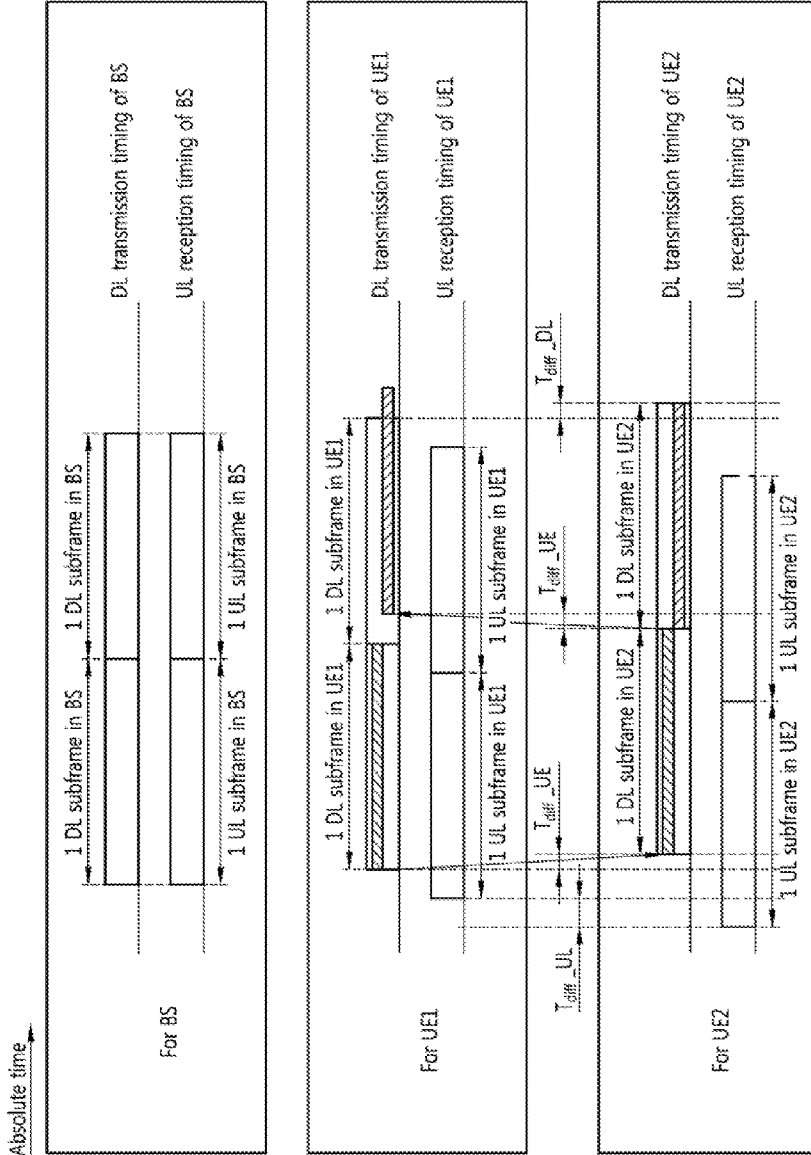 Absolute time
For BS
1 DL subframe in BS
1 DL subframe in BS
DL transmission timing of BS
UL reception timing of BS
1 UL subframe in BS
1 UL subframe in BS
For UE1
1 DL subframe in UE1
1 DL subframe in UE1
DL transmission timing of UE1
UL reception timing of UE1
1 UL subframe in UE1
1 UL subframe in UE1
Tdiff_UL
Tdiff_UE
Tdiff_UE
Tdiff_DL
For UE2
1 DL subframe in UE2
1 DL subframe in UE2
DL transmission timing of UE2
UL reception timing of UE2
1 UL subframe in UE2
1 UL subframe in UE2